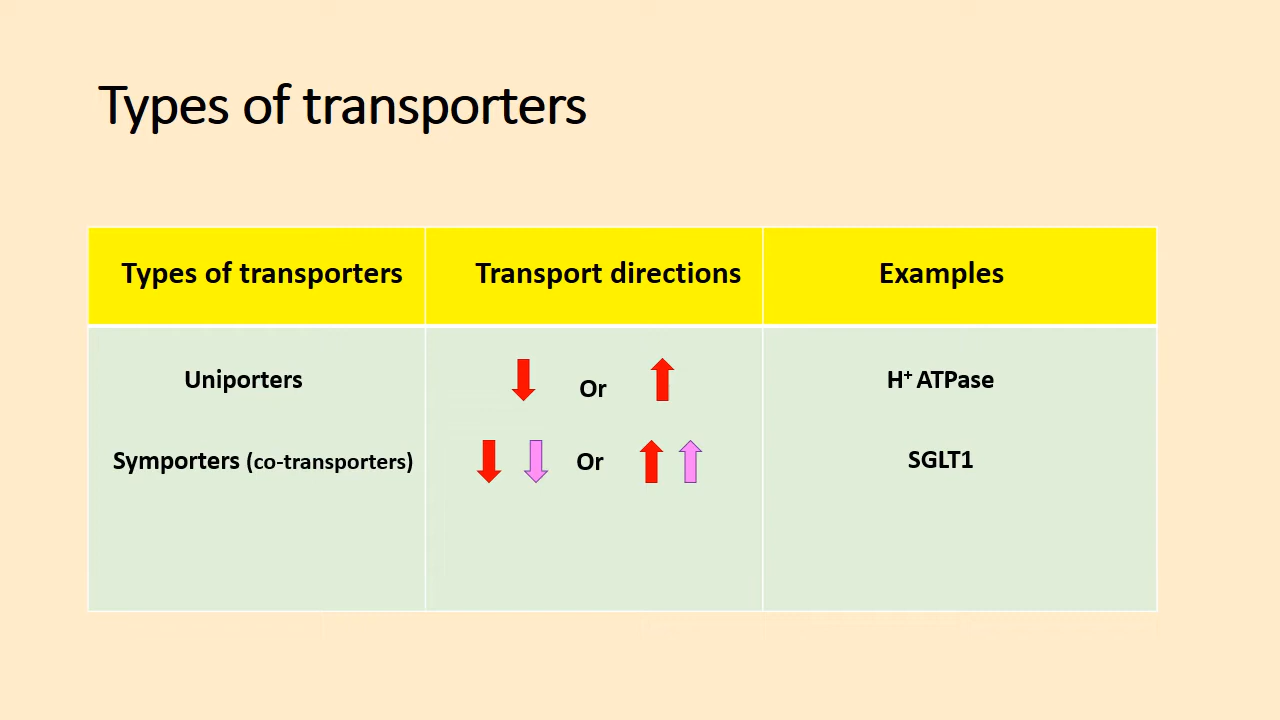 Types of transporters
Types of transporters Transport directions Examples
Uniporters Or H⁺ ATPase
Symporters (co-transporters) Or SGLT1